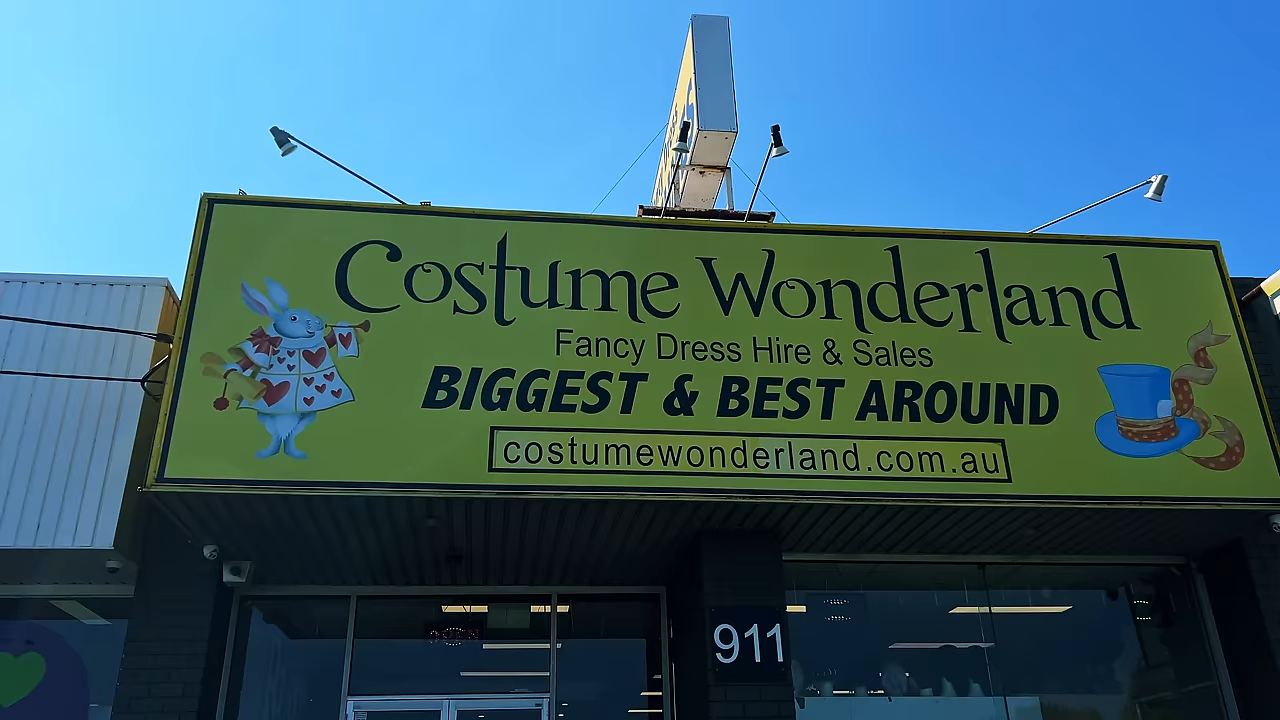 Costume Wonderland
Fancy Dress Hire & Sales
BIGGEST & BEST AROUND
costumewonderland.com.au
911